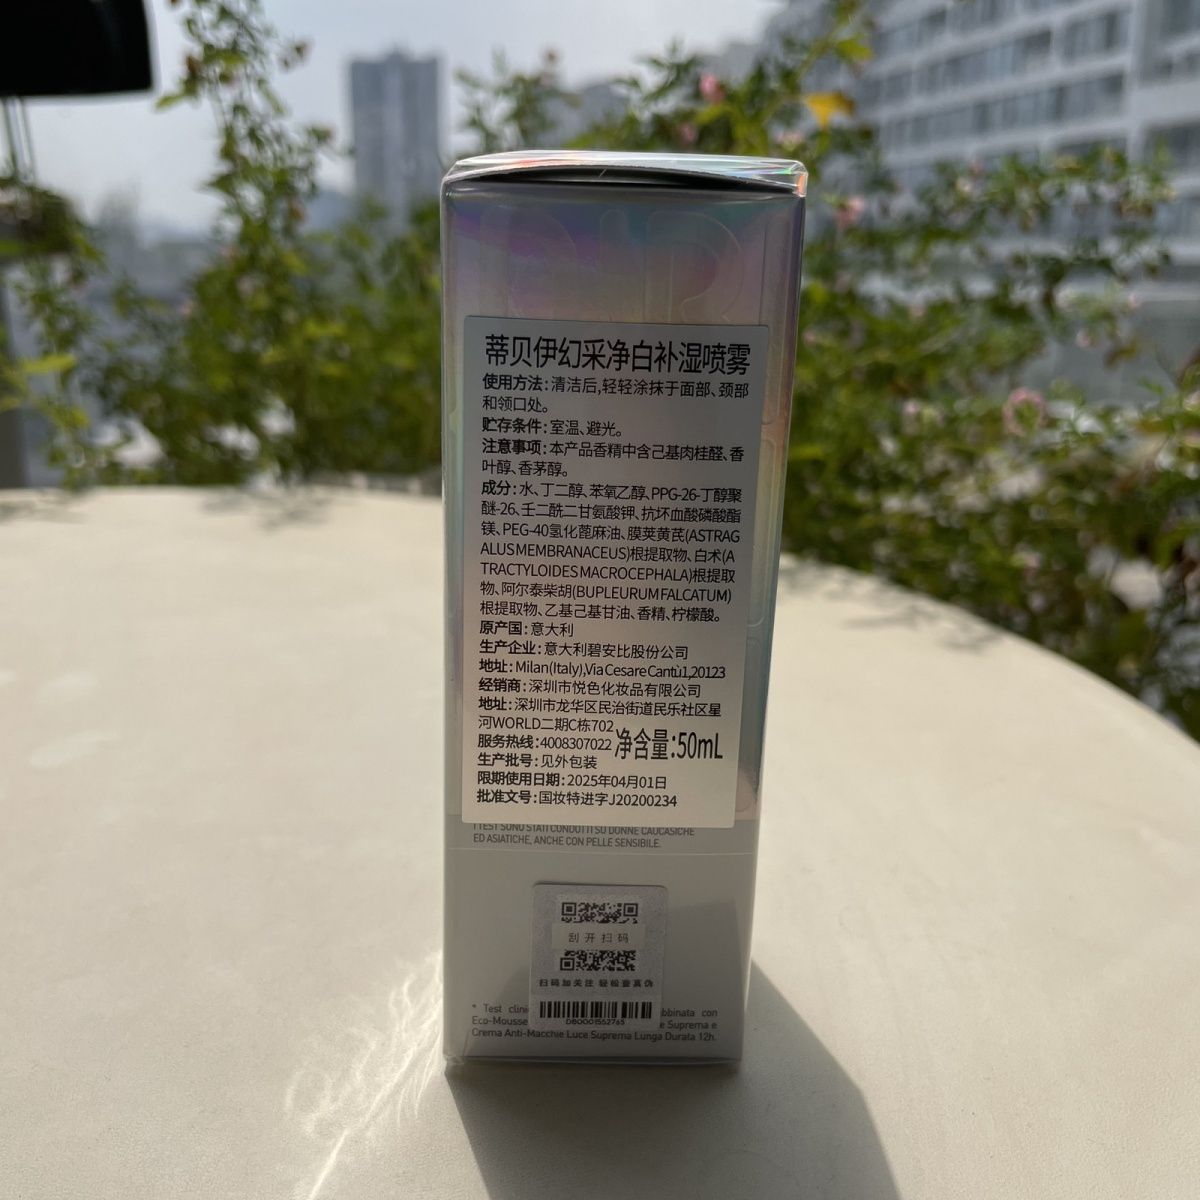 蒂贝伊幻采净白补湿喷雾
使用方法:清洁后,轻轻涂抹于面部、颈部
和领口处。
贮存条件:室温、避光。
注意事项:本产品香精中含己基肉桂醛、香
叶醇、香茅醇。
成分:水、丁二醇、苯氧乙醇、PPG-26-丁醇聚
醚-26、壬二酰二甘氨酸钾、抗坏血酸磷酸酯
镁、PEG-40氢化蓖麻油、膜荚黄芪(ASTRAG
ALUS MEMBRANACEUS)根提取物、白术(A
TRACTYLOIDES MACROCEPHALA)根提取
物、阿尔泰柴胡(BUPLEURUM FALCATUM)
根提取物、乙基己基甘油、香精、柠檬酸。
原产国:意大利
生产企业:意大利碧安比股份公司
地址:Milan(Italy),Via Cesare Cantù1,20123
经销商:深圳市悦色化妆品有限公司
地址:深圳市龙华区民治街道民乐社区星
河WORLD二期C栋702
服务热线:4008307022 净含量:50mL
生产批号:见外包装
限期使用日期:2025年04月01日
批准文号:国妆特进字J20200234
I TEST SONO STATI CONDOTTI SU DONNE CAUCASICHE
ED ASIATICHE, ANCHE CON PELLE SENSIBILE.
刮开扫码
扫码加关注 轻松查真伪
DB0001552765
* Test clini bbinata con
Eco-Mousse e Suprema e
Crema Anti-Macchie Luce Suprema Lunga Durata 12h.